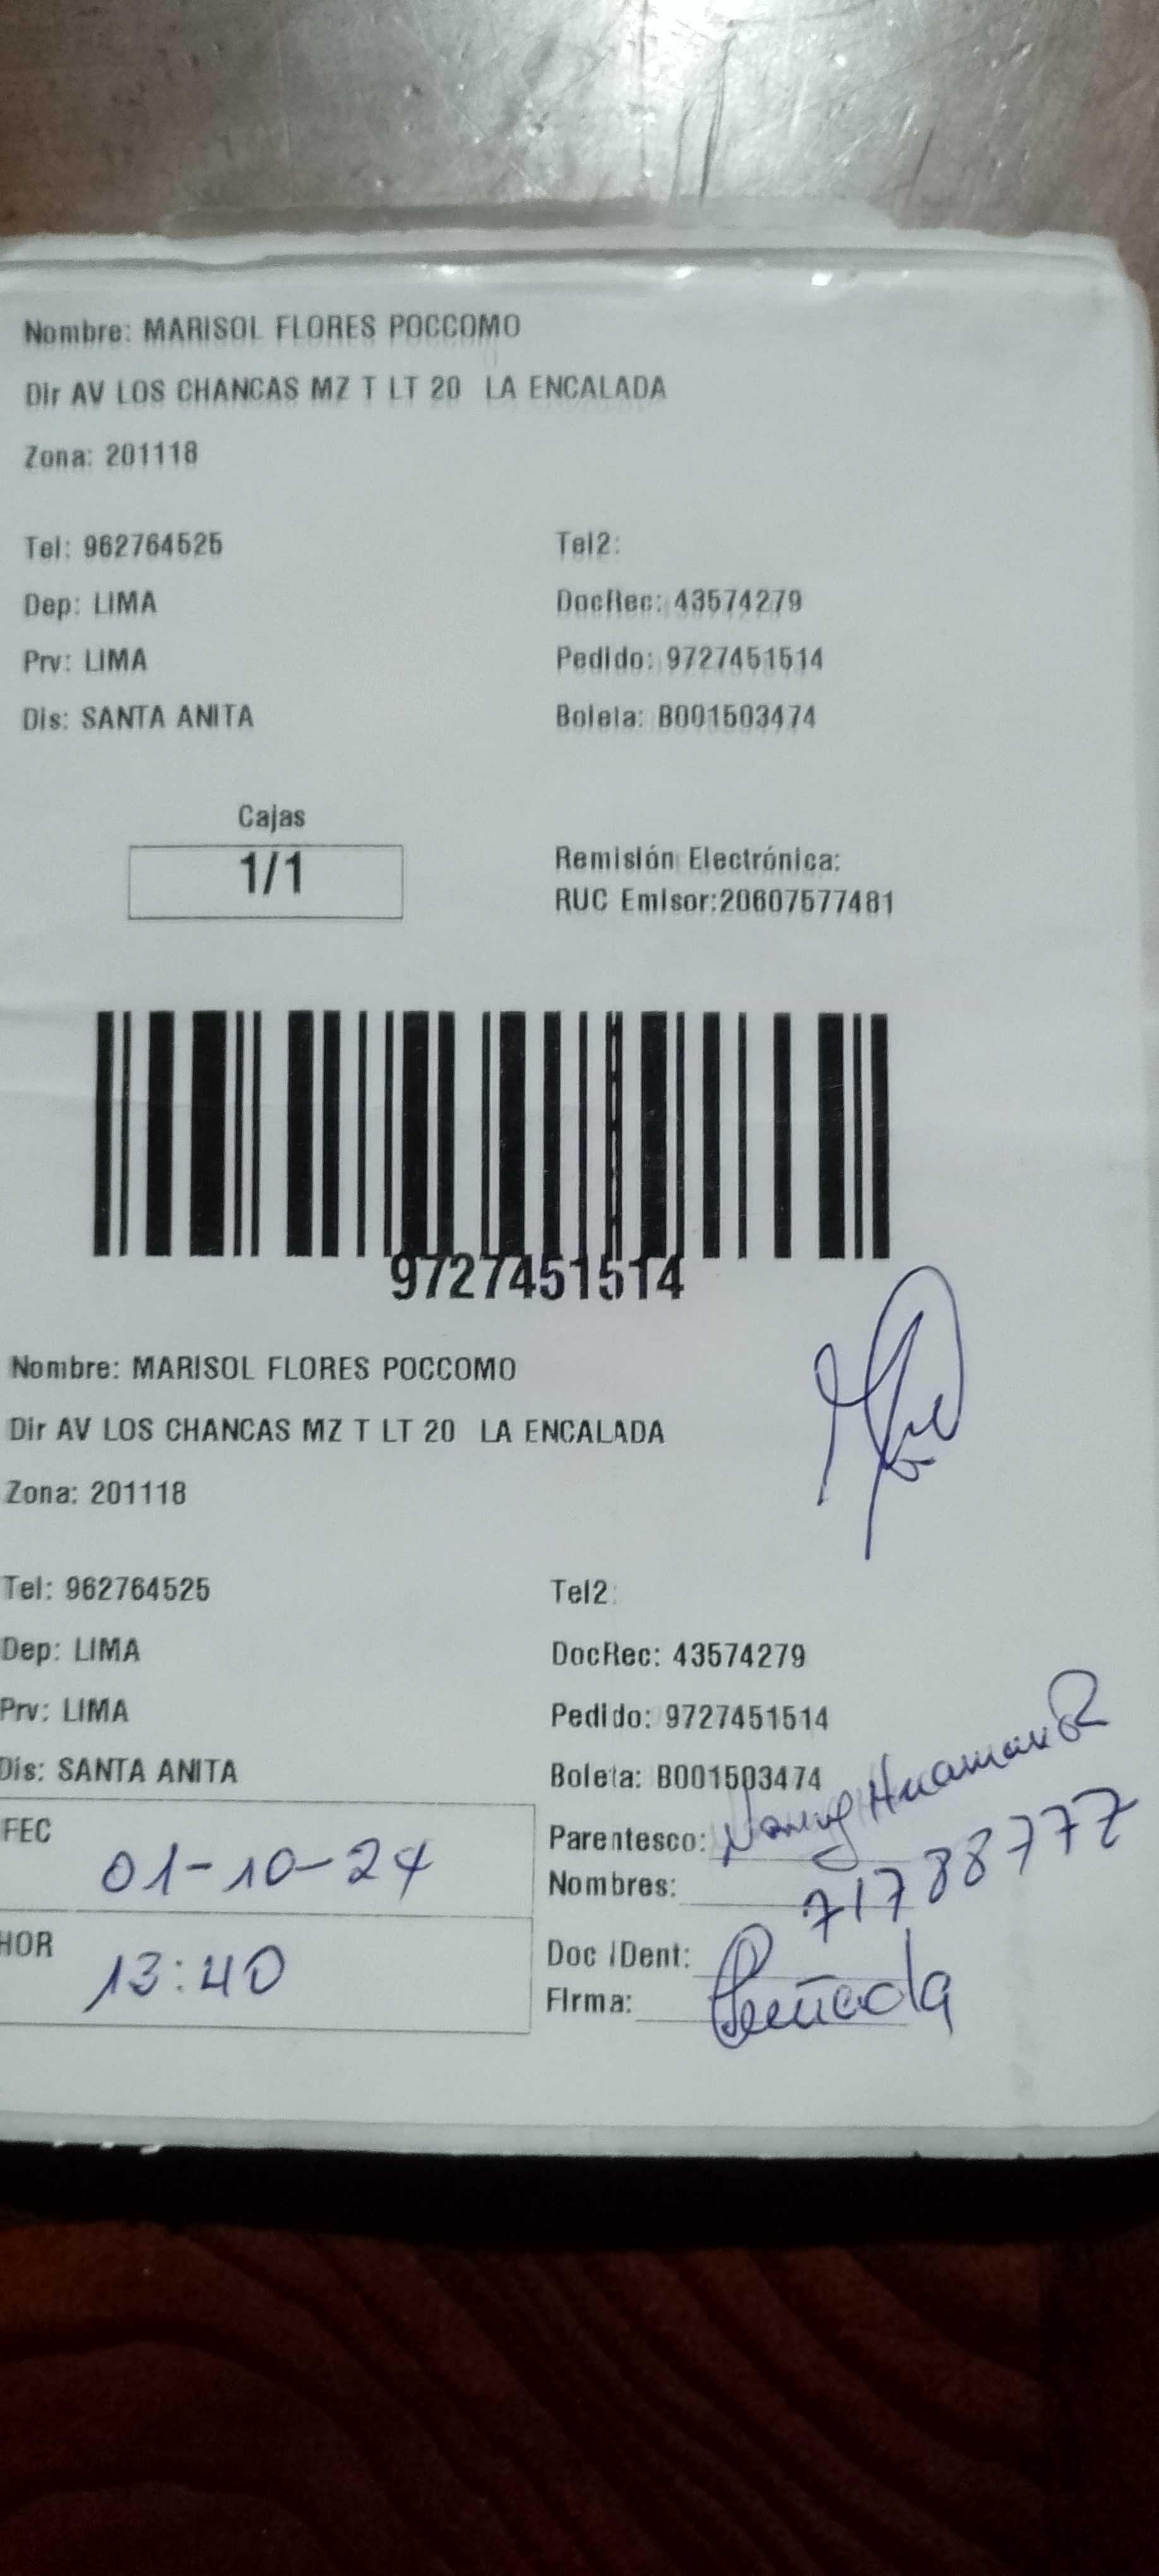 Nombre: MARISOL FLORES POCCOMO
Dir AV LOS CHANCAS MZ T LT 20 LA ENCALADA
Zona: 201118
Tel: 962764525 Tel2:
Dep: LIMA DocRec: 43574279
Prv: LIMA Pedido: 9727451514
Dis: SANTA ANITA Boleta: B001503474
Cajas
1/1
Remisión Electrónica:
RUC Emisor:20607577481
9727451514
Nombre: MARISOL FLORES POCCOMO
Dir AV LOS CHANCAS MZ T LT 20 LA ENCALADA
Zona: 201118
Tel: 962764525 Tel2:
Dep: LIMA DocRec: 43574279
Prv: LIMA Pedido: 9727451514
Dis: SANTA ANITA Boleta: B001503474
FEC 01-10-24
HOR 13:40
Parentesco: Huaman R
Nombres: 71788777
Doc IDent:
Firma: